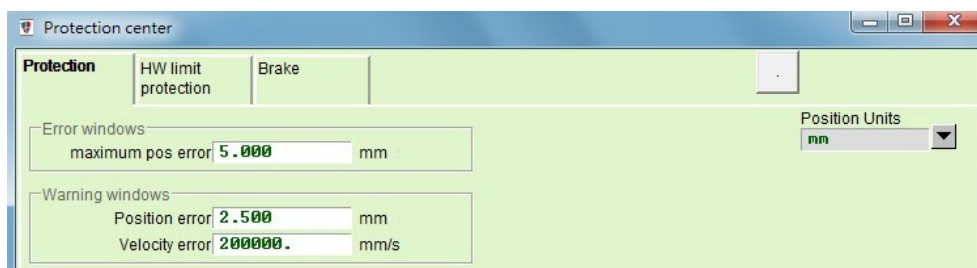 Protection center
Protection
HW limit
protection
Brake
.
Position Units
mm
Error windows
maximum pos error 5.000 mm
Warning windows
Position error 2.500 mm
Velocity error 200000. mm/s